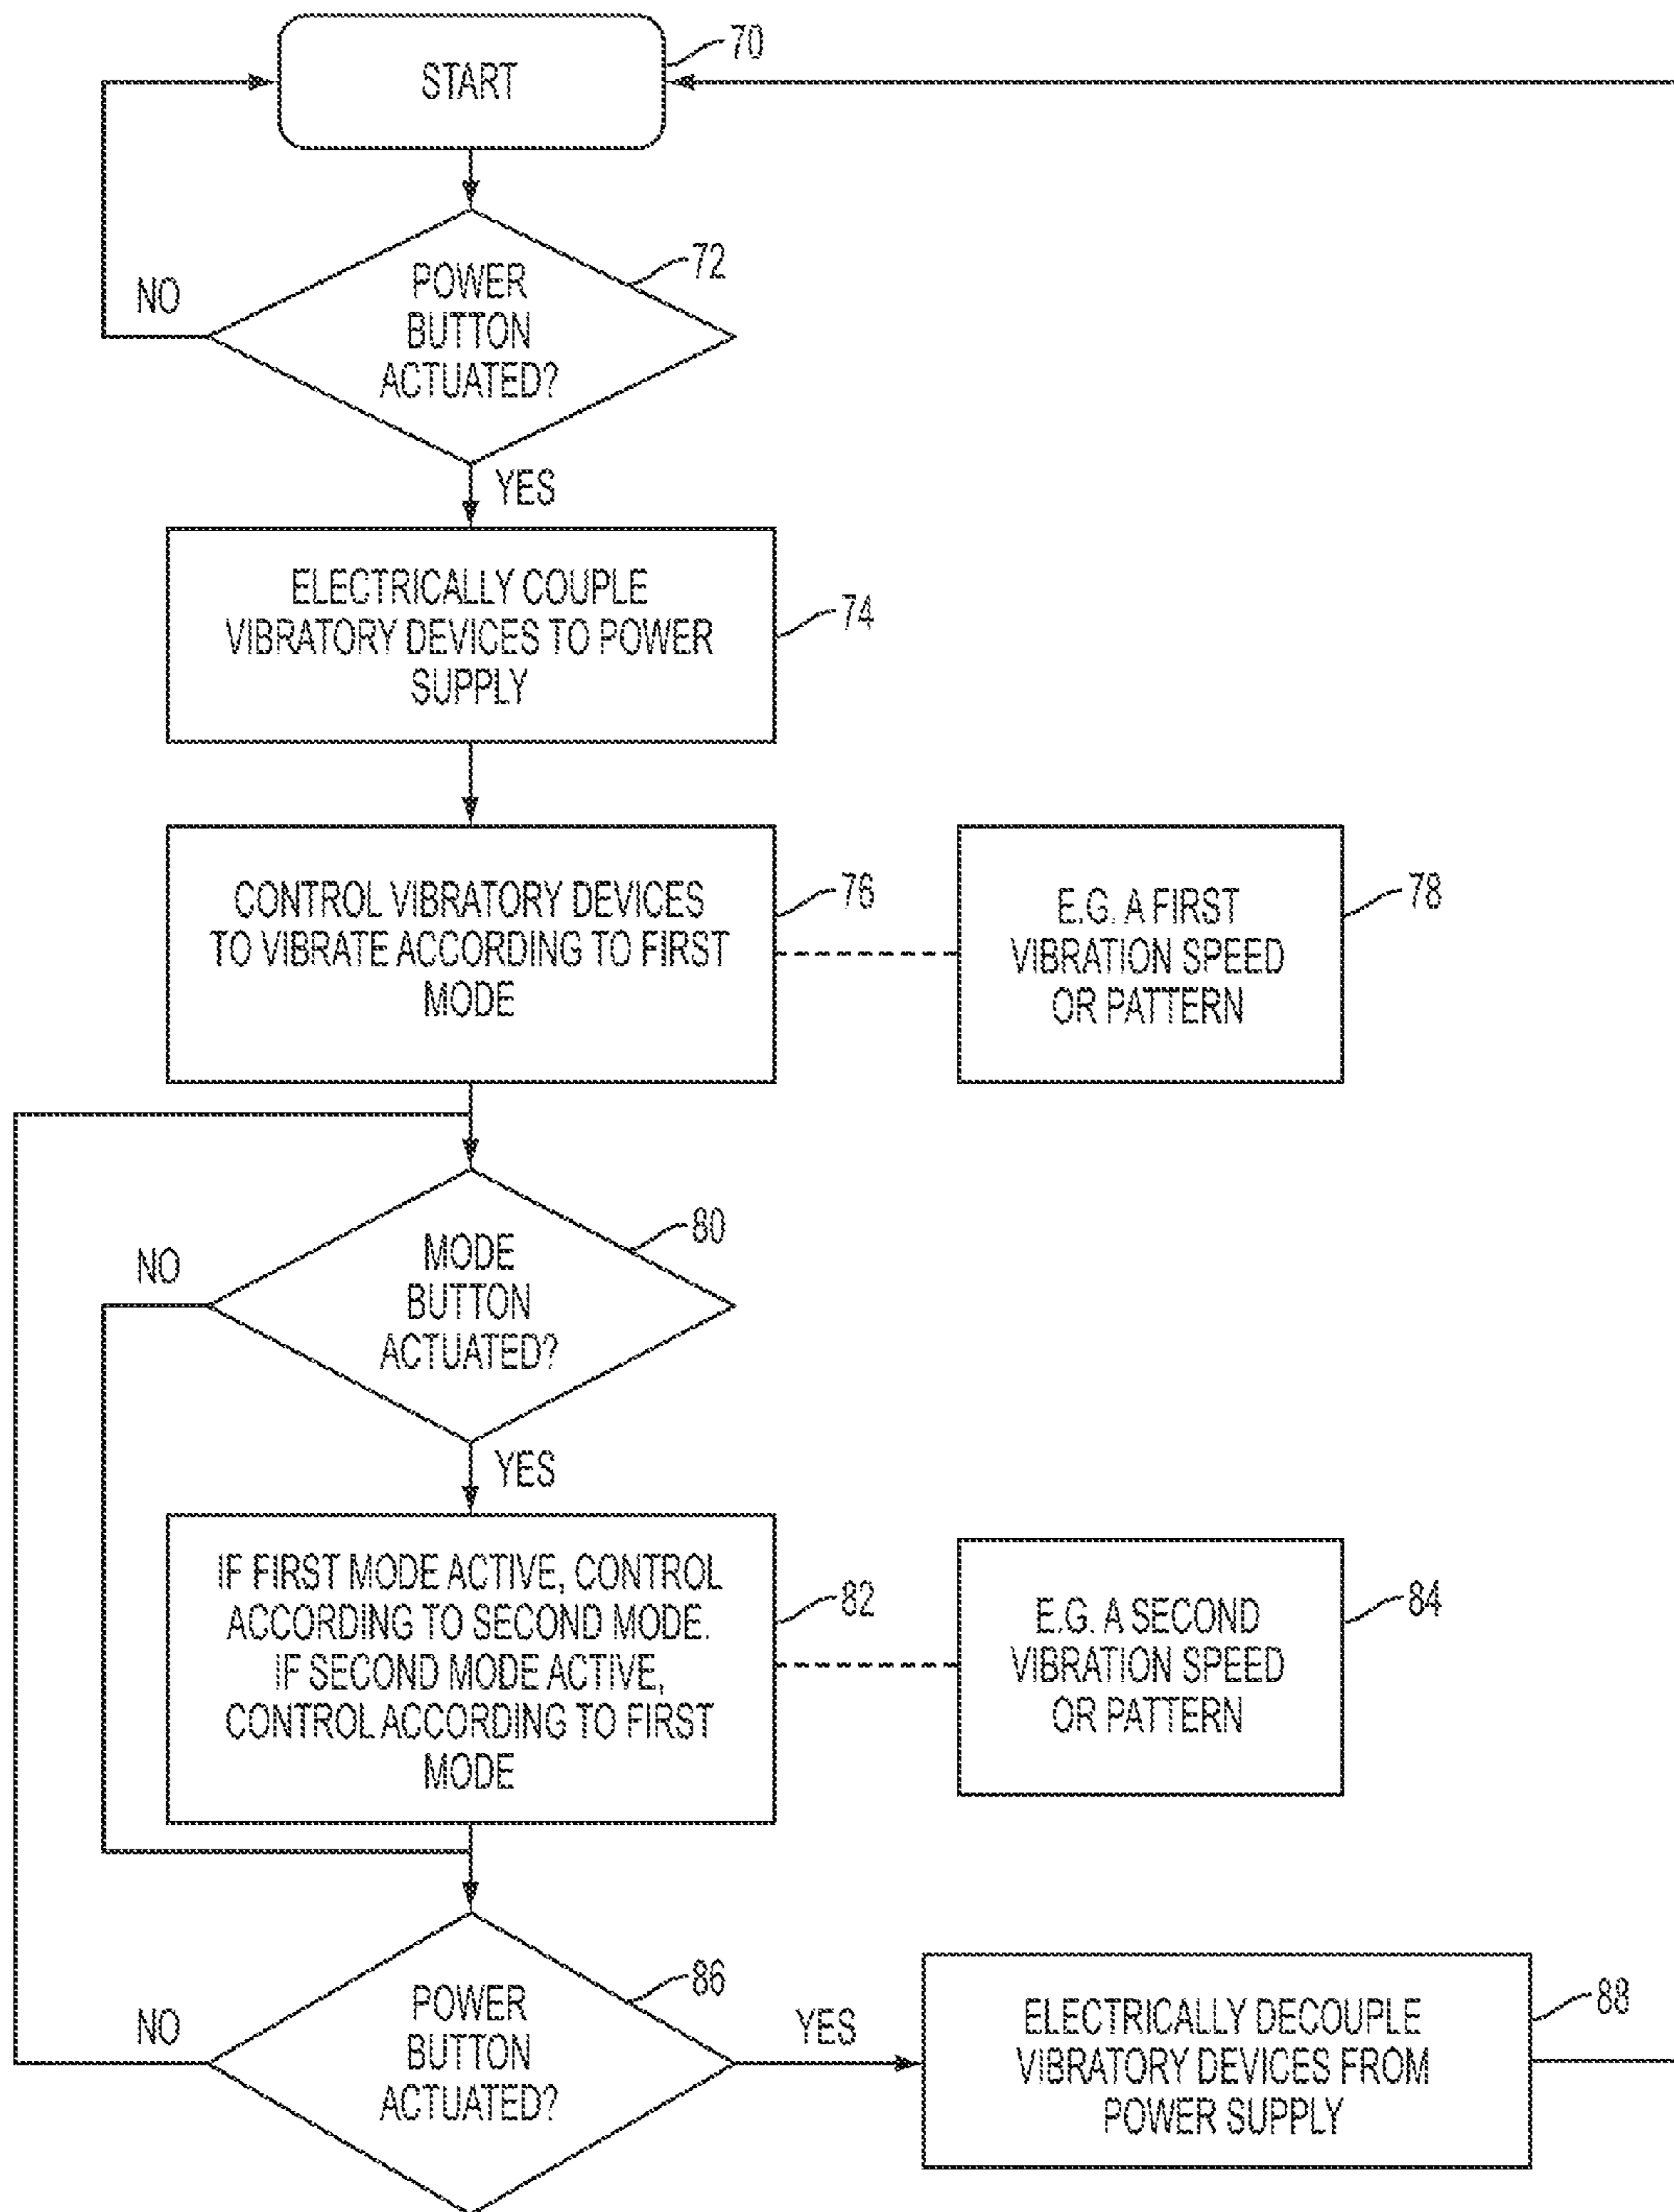 START
70
POWER
BUTTON
ACTUATED?
72
NO
YES
ELECTRICALLY COUPLE
VIBRATORY DEVICES TO POWER
SUPPLY
74
CONTROL VIBRATORY DEVICES
TO VIBRATE ACCORDING TO FIRST
MODE
76
E.G. A FIRST
VIBRATION SPEED
OR PATTERN
78
MODE
BUTTON
ACTUATED?
80
NO
YES
IF FIRST MODE ACTIVE, CONTROL
ACCORDING TO SECOND MODE.
IF SECOND MODE ACTIVE,
CONTROL ACCORDING TO FIRST
MODE
82
E.G. A SECOND
VIBRATION SPEED
OR PATTERN
84
POWER
BUTTON
ACTUATED?
86
NO
YES
ELECTRICALLY DECOUPLE
VIBRATORY DEVICES FROM
POWER SUPPLY
88